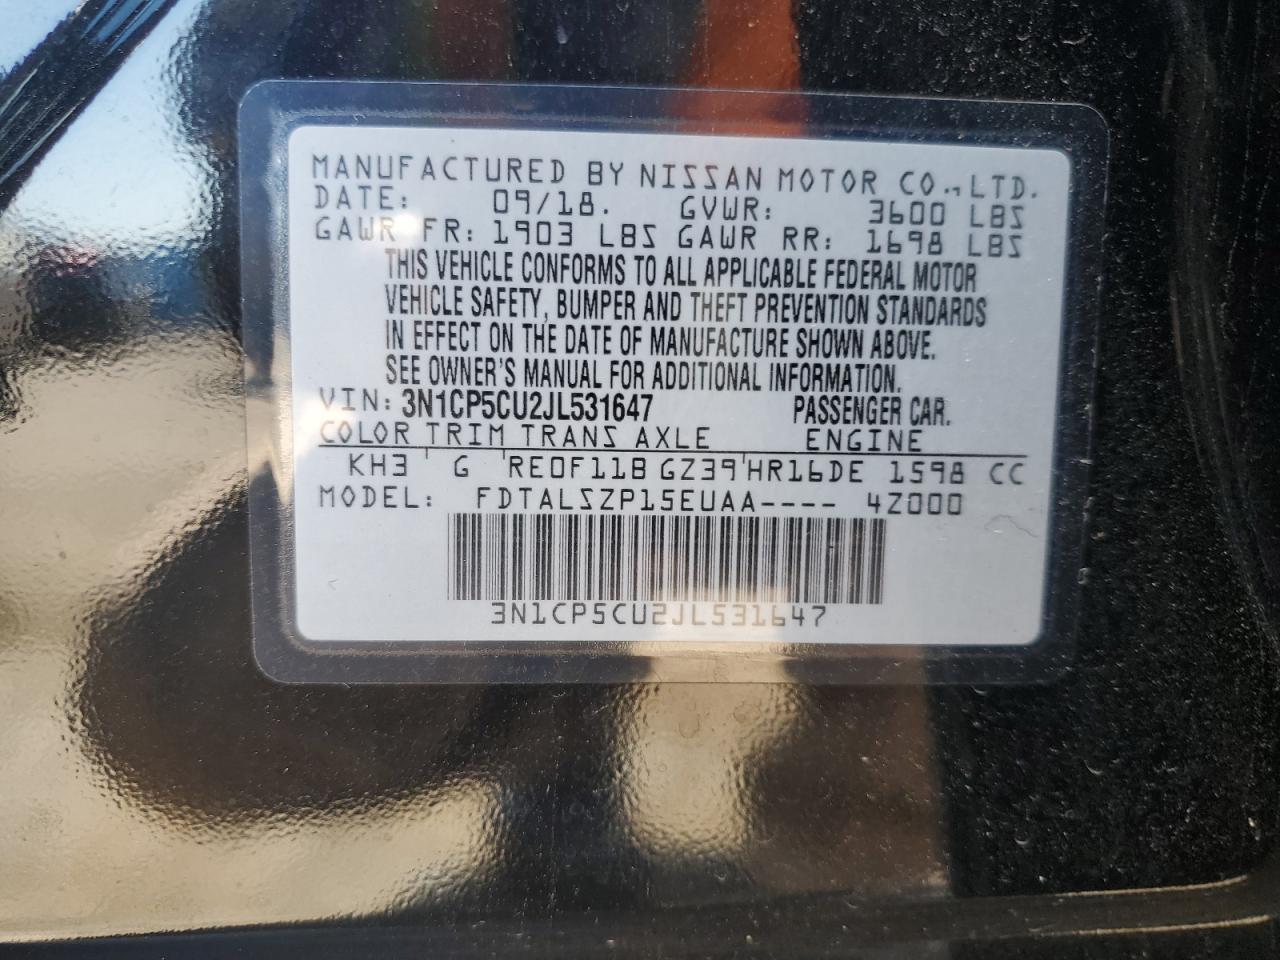 MANUFACTURED BY NISSAN MOTOR CO., LTD.
DATE: 09/18. GVWR: 3600 LBS
GAWR FR: 1903 LBS GAWR RR: 1698 LBS
THIS VEHICLE CONFORMS TO ALL APPLICABLE FEDERAL MOTOR
VEHICLE SAFETY, BUMPER AND THEFT PREVENTION STANDARDS
IN EFFECT ON THE DATE OF MANUFACTURE SHOWN ABOVE.
SEE OWNER'S MANUAL FOR ADDITIONAL INFORMATION.
VIN: 3N1CP5CU2JL531647 PASSENGER CAR.
COLOR TRIM TRANS AXLE ENGINE
KH3 G RE0F11B GZ39 HR16DE 1598 CC
MODEL: FDTALSZP15EUAA---- 4Z000
3N1CP5CU2JL531647